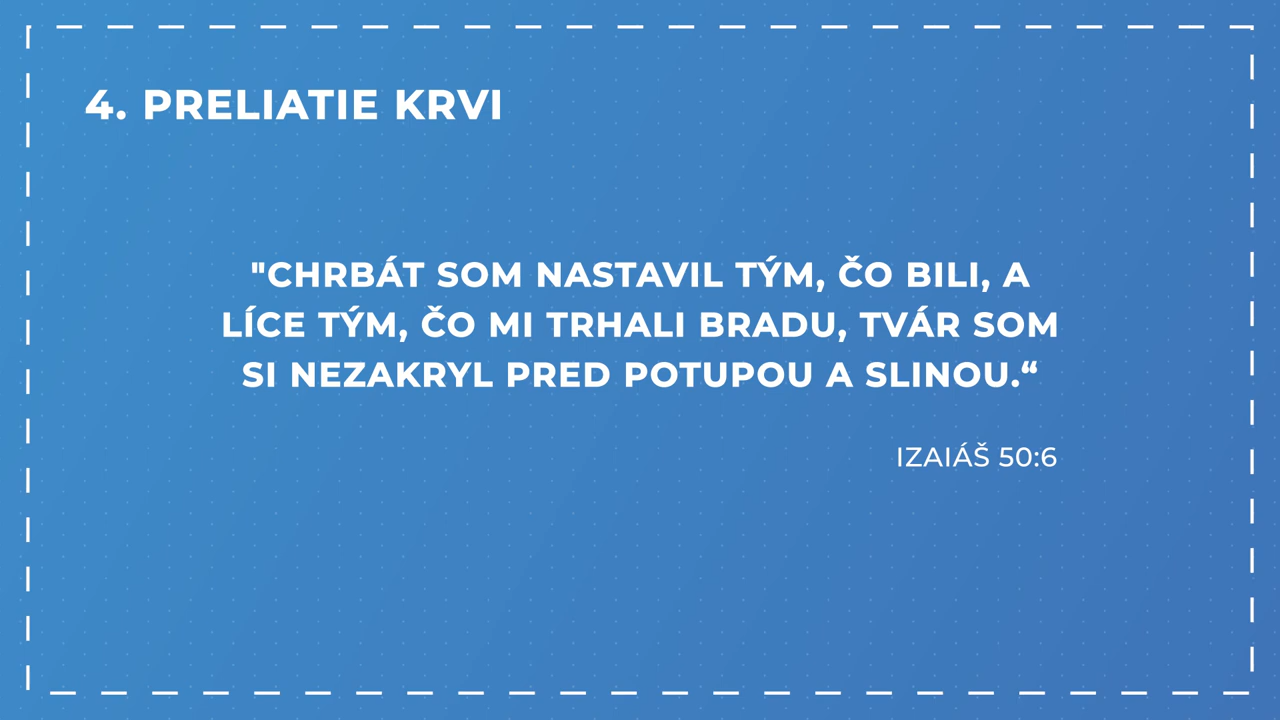 4. PRELIATIE KRVI
"CHRBÁT SOM NASTAVIL TÝM, ČO BILI, A
LÍCE TÝM, ČO MI TRHALI BRADU, TVÁR SOM
SI NEZAKRYL PRED POTUPOU A SLINOU.“
IZAIÁŠ 50:6